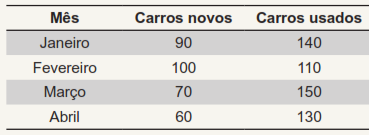 Mês Carros novos Carros usados
Janeiro 90 140
Fevereiro 100 110
Março 70 150
Abril 60 130